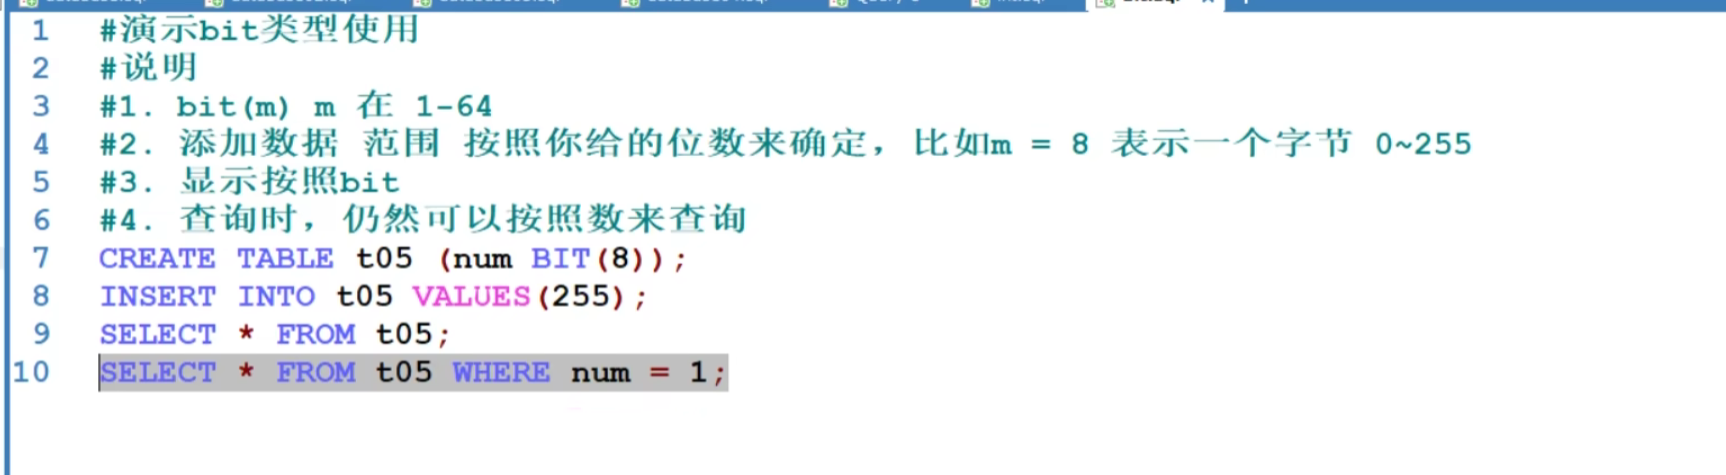 1 #演示bit类型使用
2 #说明
3 #1. bit(m) m 在 1-64
4 #2. 添加数据 范围 按照你给的位数来确定，比如m = 8 表示一个字节 0~255
5 #3. 显示按照bit
6 #4. 查询时，仍然可以按照数来查询
7 CREATE TABLE t05 (num BIT(8));
8 INSERT INTO t05 VALUES(255);
9 SELECT * FROM t05;
10 SELECT * FROM t05 WHERE num = 1;